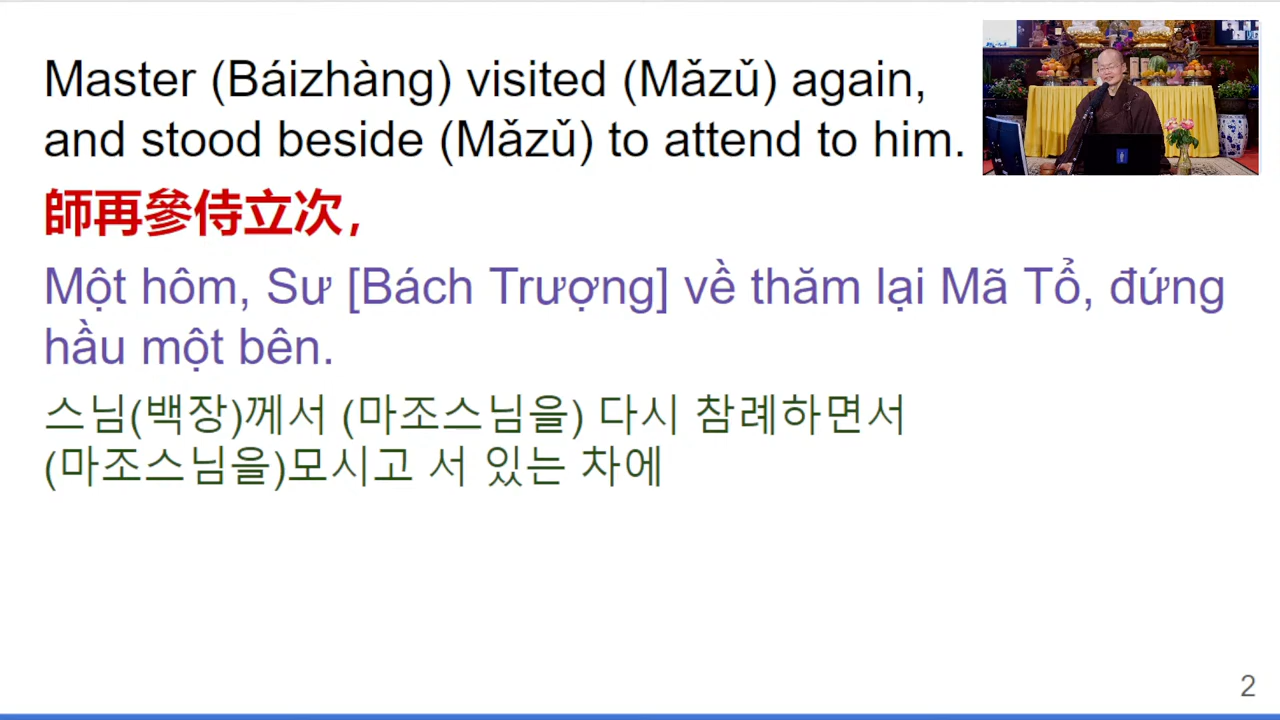 Master (Báizhàng) visited (Mǎzǔ) again,
and stood beside (Mǎzǔ) to attend to him.
師再參侍立次，
Một hôm, Sư [Bách Trượng] về thăm lại Mã Tổ, đứng
hầu một bên.
스님(백장)께서 (마조스님을) 다시 참례하면서
(마조스님을)모시고 서 있는 차에
2